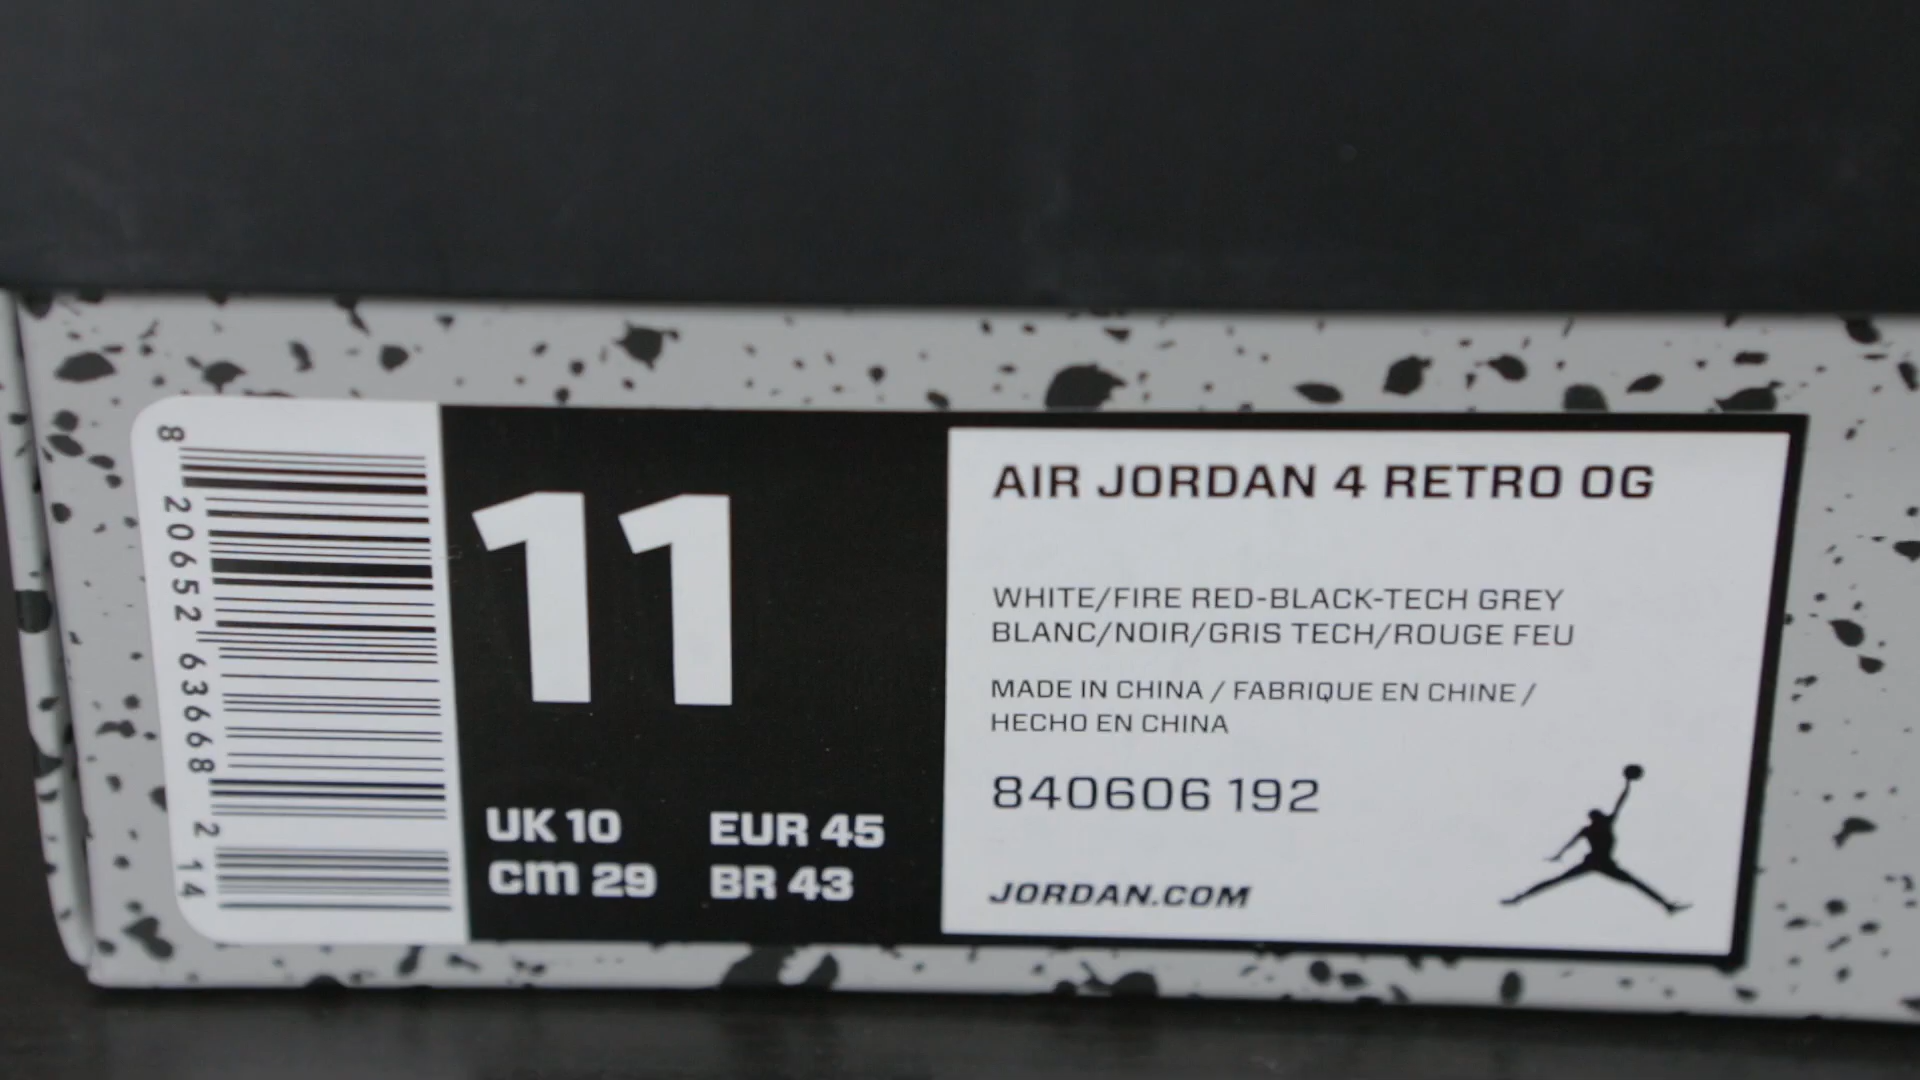 8 20652 63668 2 14
11
UK 10 EUR 45
cm 29 BR 43
AIR JORDAN 4 RETRO OG
WHITE/FIRE RED-BLACK-TECH GREY
BLANC/NOIR/GRIS TECH/ROUGE FEU
MADE IN CHINA / FABRIQUE EN CHINE /
HECHO EN CHINA
840606 192
JORDAN.COM